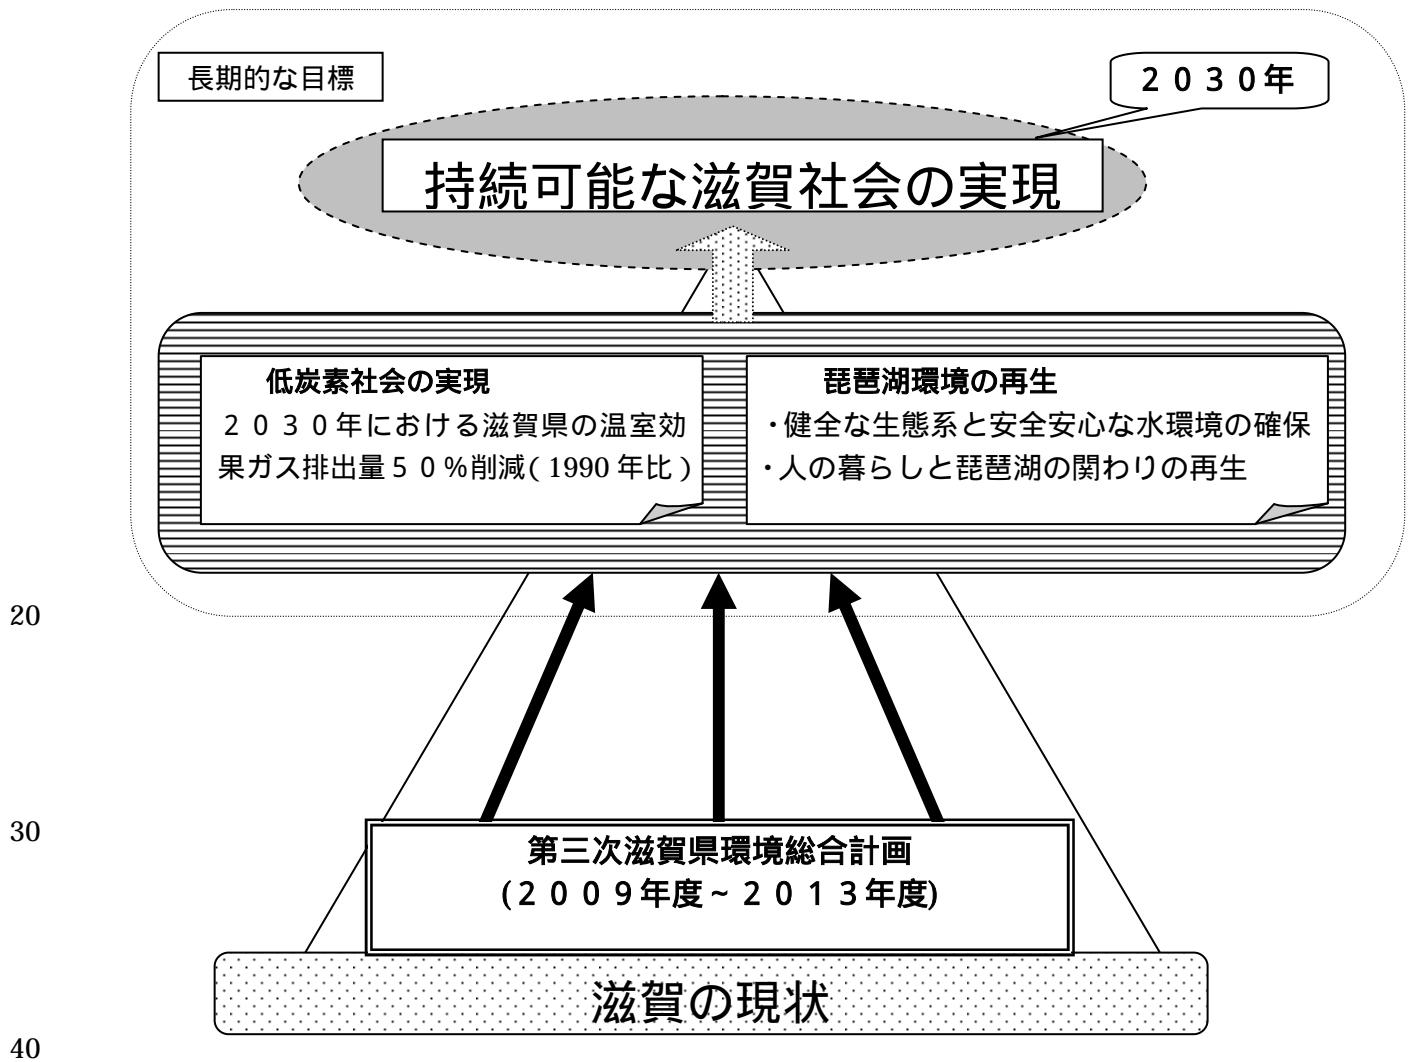 長期的な目標
２０３０年
持続可能な滋賀社会の実現
低炭素社会の実現
２０３０年における滋賀県の温室効
果ガス排出量５０％削減(1990年比)
琵琶湖環境の再生
・健全な生態系と安全安心な水環境の確保
・人の暮らしと琵琶湖の関わりの再生
20
30
第三次滋賀県環境総合計画
(２００９年度～２０１３年度)
滋賀の現状
40